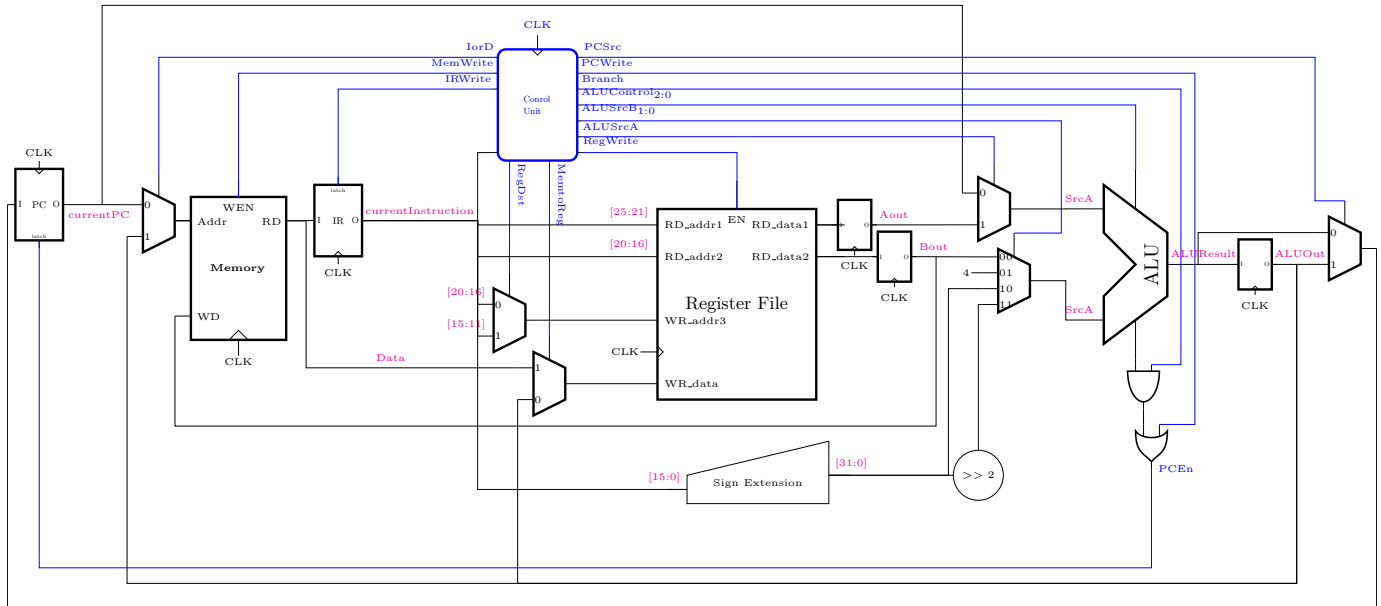 CLK
IorD
PCSrc
MemWrite
PCWrite
IRWrite
Branch
ALUControl2:0
Conrol
Unit
ALUSrcB1:0
ALUSrcA
RegWrite
CLK
RegDst
MemtoReg
I PC O
latch
currentPC
0
1
WEN
Addr
RD
Memory
WD
CLK
latch
I IR O
CLK
currentInstruction
[25:21]
[20:16]
[20:16]
[15:11]
0
1
Data
1
0
EN
RD_addr1
RD_data1
RD_addr2
RD_data2
Register File
WR_addr3
CLK
WR_data
O
CLK
Aout
I O
CLK
Bout
0
1
SrcA
00
4
01
10
11
SrcA
ALU
ALUResult
I O
CLK
ALUOut
0
1
PCEn
[15:0]
Sign Extension
[31:0]
>> 2